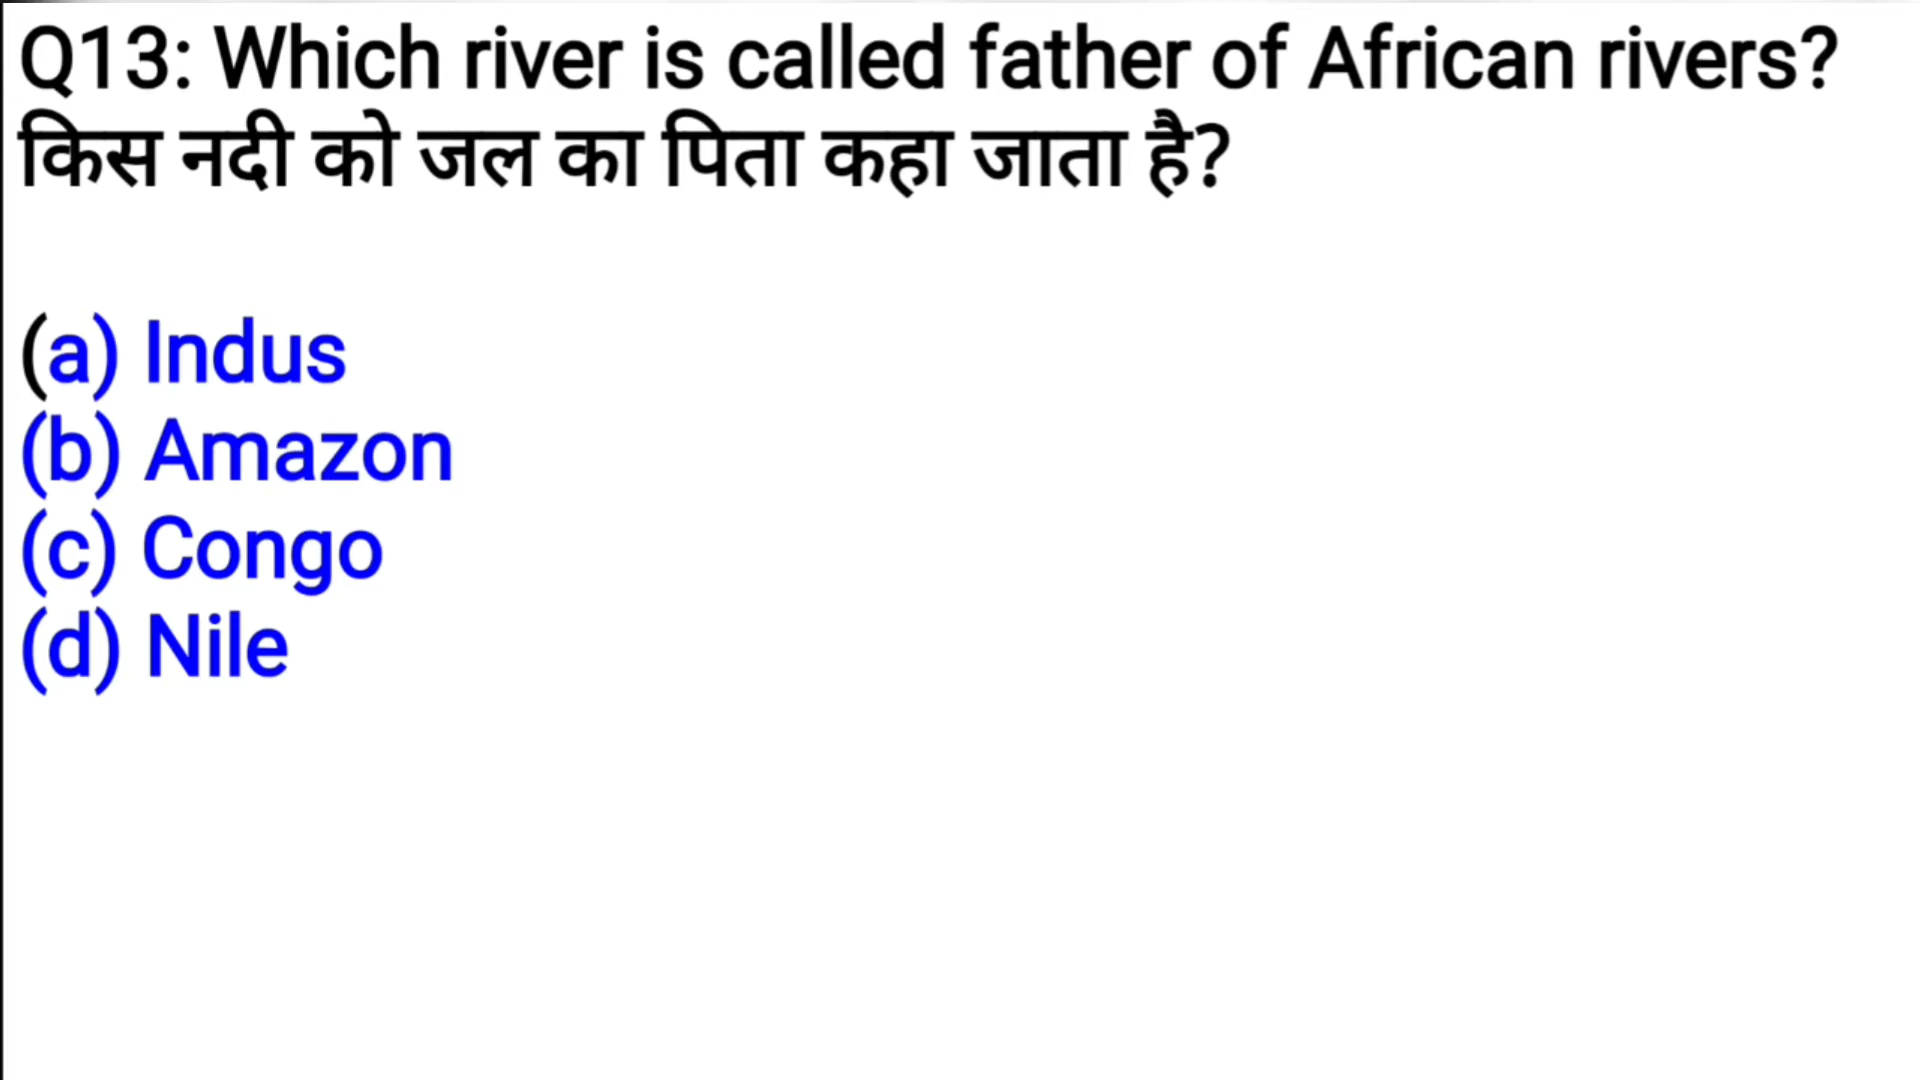 Q13: Which river is called father of African rivers?
किस नदी को जल का पिता कहा जाता है?
(a) Indus
(b) Amazon
(c) Congo
(d) Nile